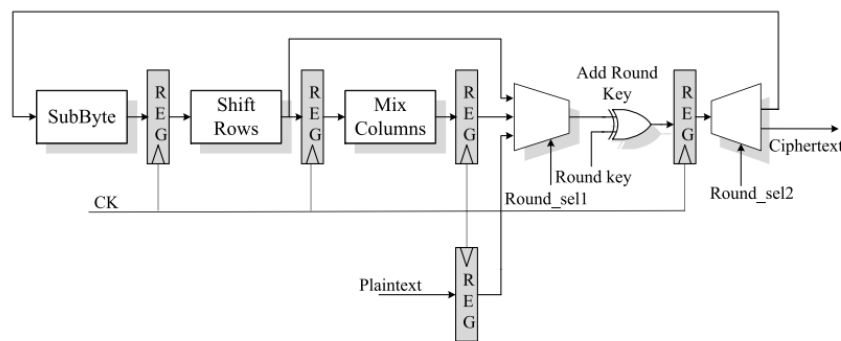 SubByte
REG
Shift
Rows
REG
Mix
Columns
REG
Add Round
Key
REG
Round key
Round_sel1
Ciphertext
Round_sel2
CK
Plaintext
REG